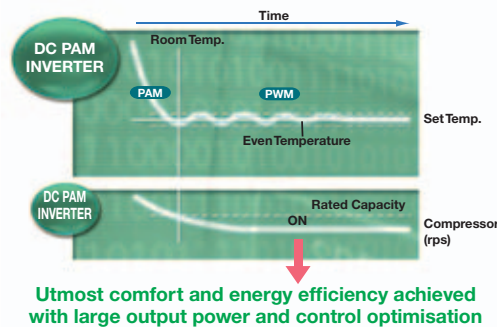 Time
DC PAM
INVERTER
Room Temp.
PAM
PWM
Set Temp.
Even Temperature
DC PAM
INVERTER
Rated Capacity
ON
Compressor
(rps)
Utmost comfort and energy efficiency achieved
with large output power and control optimisation